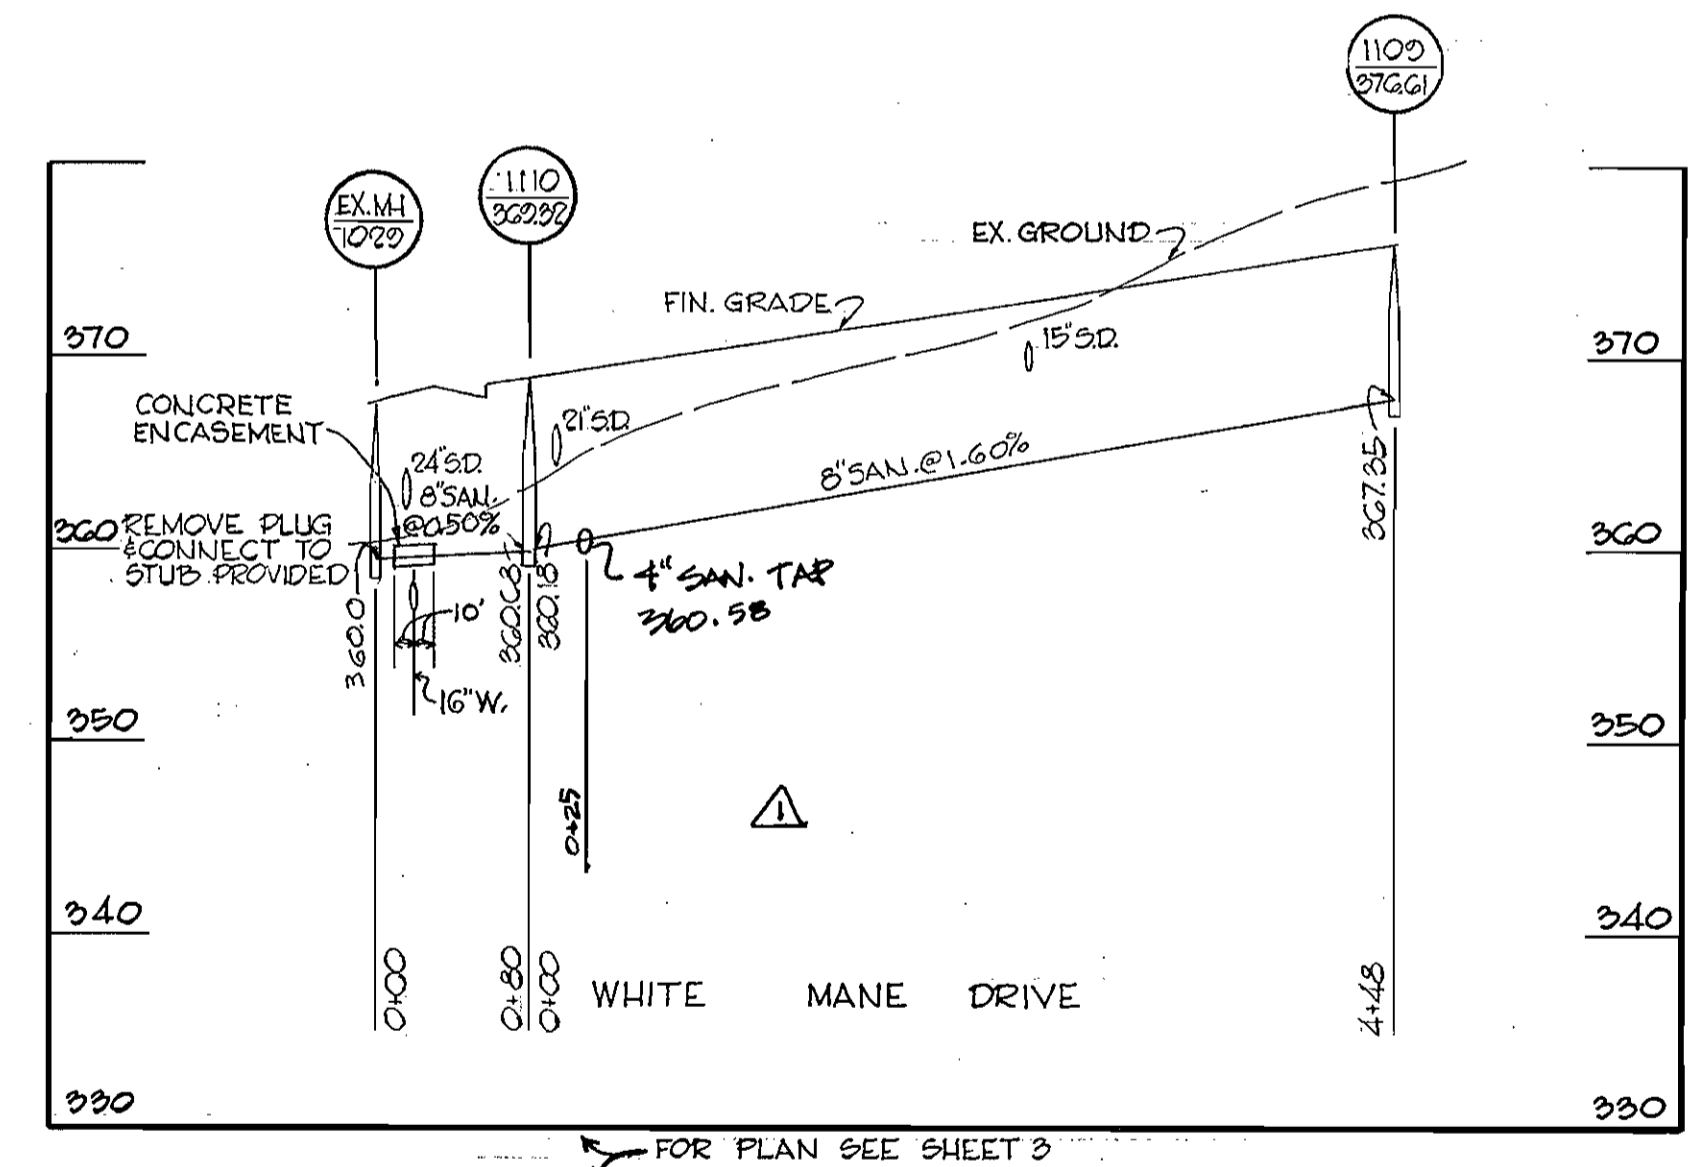 1109
376.61
EX. MH
1029
1110
369.32
EX. GROUND
FIN. GRADE
370
370
15" S.D.
CONCRETE
ENCASEMENT
21" S.D.
24" S.D.
8" SAN.
@0.50%
8" SAN. @ 1.60%
367.35
360
REMOVE PLUG
& CONNECT TO
STUB PROVIDED
360
360.0
10'
360.68
360.18
4" SAN. TAP
360.58
16" W.
350
350
0+25
1
340
340
0+00
0+80
0+00
WHITE MANE DRIVE
4+48
330
330
FOR PLAN SEE SHEET 3